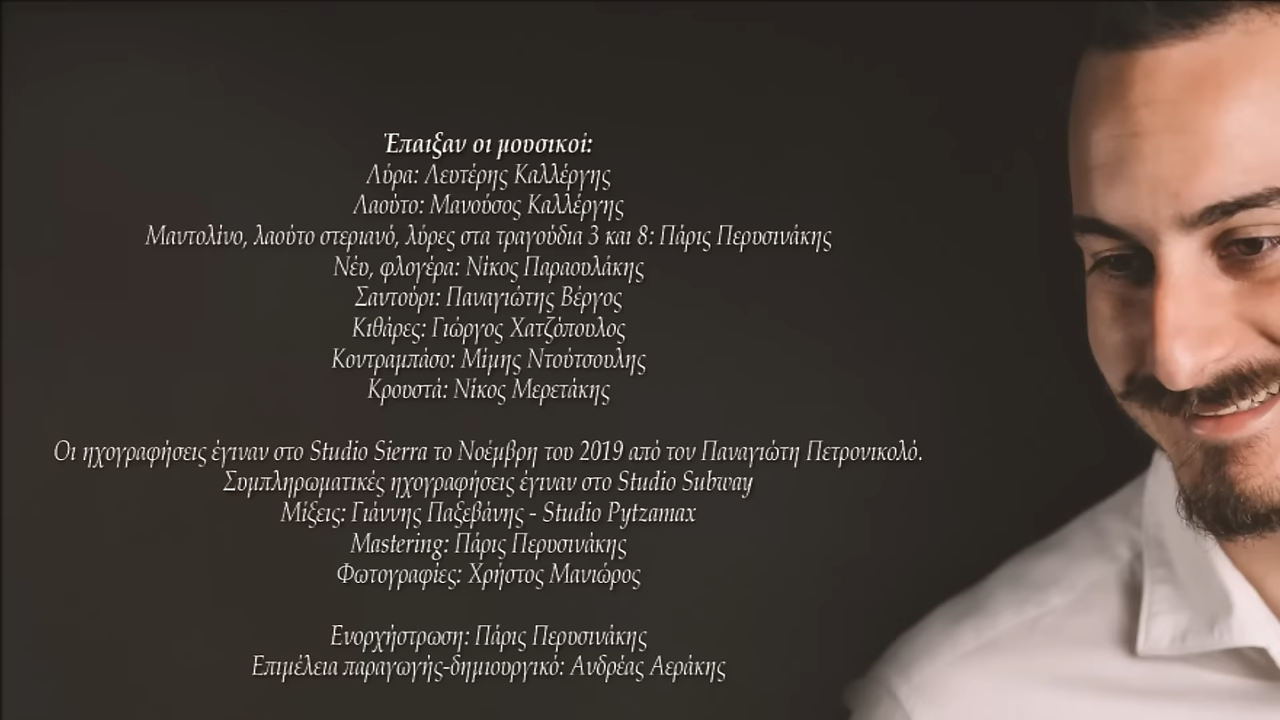 Έπαιξαν οι μουσικοί:
Λύρα: Λευτέρης Καλλέργης
Λαούτο: Μανούσος Καλλέργης
Μαντολίνο, λαούτο στεριανό, λύρες στα τραγούδια 3 και 8: Πάρις Περυσινάκης
Νέυ, φλογέρα: Νίκος Παραουλάκης
Σαντούρι: Παναγιώτης Βέργος
Κιθάρες: Γιώργος Χατζόπουλος
Κοντραμπάσο: Μίμης Ντούτσουλης
Κρουστά: Νίκος Μερετάκης
Οι ηχογραφήσεις έγιναν στο Studio Sierra το Νοέμβρη του 2019 από τον Παναγιώτη Πετρονικολό.
Συμπληρωματικές ηχογραφήσεις έγιναν στο Studio Subway
Μίξεις: Γιάννης Παξεβάνης - Studio Pytzamax
Mastering: Πάρις Περυσινάκης
Φωτογραφίες: Χρήστος Μανιώρος
Ενορχήστρωση: Πάρις Περυσινάκης
Επιμέλεια παραγωγής-δημιουργικό: Ανδρέας Αεράκης